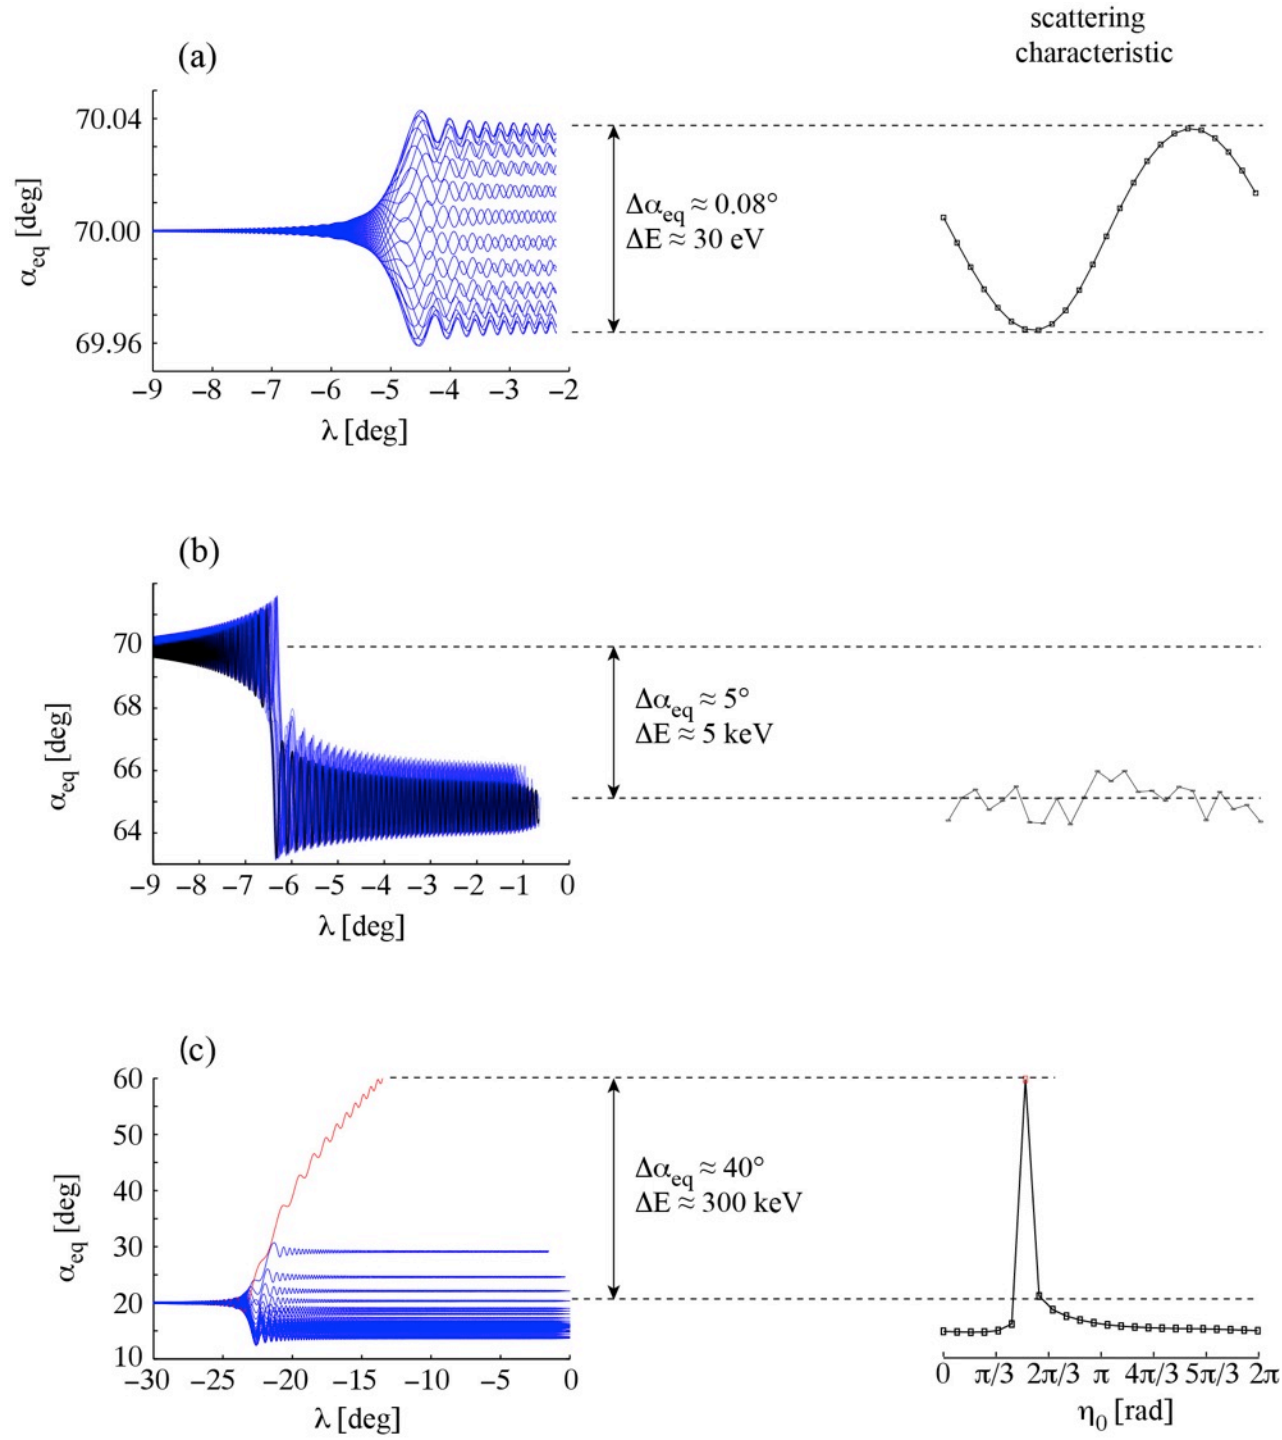 scattering
characteristic
(a)
70.04
70.00
69.96
α_eq [deg]
−9 −8 −7 −6 −5 −4 −3 −2
λ [deg]
Δα_eq ≈ 0.08°
ΔE ≈ 30 eV
(b)
70
68
66
64
α_eq [deg]
−9 −8 −7 −6 −5 −4 −3 −2 −1 0
λ [deg]
Δα_eq ≈ 5°
ΔE ≈ 5 keV
(c)
60
50
40
30
20
10
α_eq [deg]
−30 −25 −20 −15 −10 −5 0
λ [deg]
Δα_eq ≈ 40°
ΔE ≈ 300 keV
0 π/3 2π/3 π 4π/3 5π/3 2π
η_0 [rad]